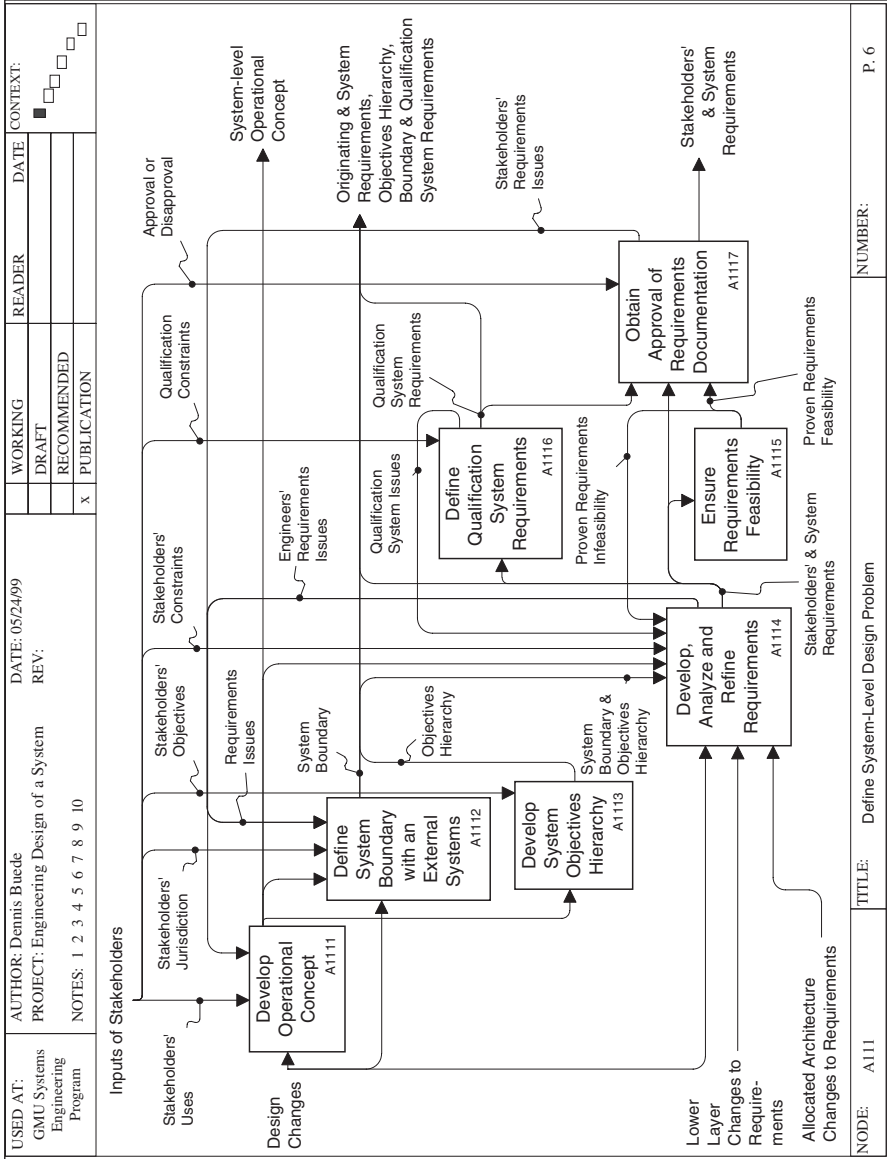 USED AT:
GMU Systems
Engineering
Program
AUTHOR: Dennis Buede
PROJECT: Engineering Design of a System
NOTES: 1 2 3 4 5 6 7 8 9 10
DATE: 05/24/99
REV:
WORKING
DRAFT
RECOMMENDED
x PUBLICATION
READER
DATE
CONTEXT:
Inputs of Stakeholders
Stakeholders'
Uses
Stakeholders'
Jurisdiction
Stakeholders'
Objectives
Stakeholders'
Constraints
Qualification
Constraints
Approval or
Disapproval
Requirements
Issues
Engineers'
Requirements
Issues
System-level
Operational
Concept
Design
Changes
Develop
Operational
Concept
A1111
Define
System
Boundary
with an
External
Systems
A1112
System
Boundary
Objectives
Hierarchy
Originating & System
Requirements,
Objectives Hierarchy,
Boundary & Qualification
System Requirements
Develop
System
Objectives
Hierarchy
A1113
System
Boundary &
Objectives
Hierarchy
Qualification
System Issues
Qualification
System
Requirements
Define
Qualification
System
Requirements
A1116
Stakeholders'
Requirements
Issues
Proven Requirements
Infeasibility
Obtain
Approval of
Requirements
Documentation
A1117
Stakeholders'
& System
Requirements
Develop,
Analyze and
Refine
Requirements
A1114
Ensure
Requirements
Feasibility
A1115
Proven Requirements
Feasibility
Stakeholders' & System
Requirements
Lower
Layer
Changes to
Require-
ments
Allocated Architecture
Changes to Requirements
NODE:
A111
TITLE:
Define System-Level Design Problem
NUMBER:
P. 6